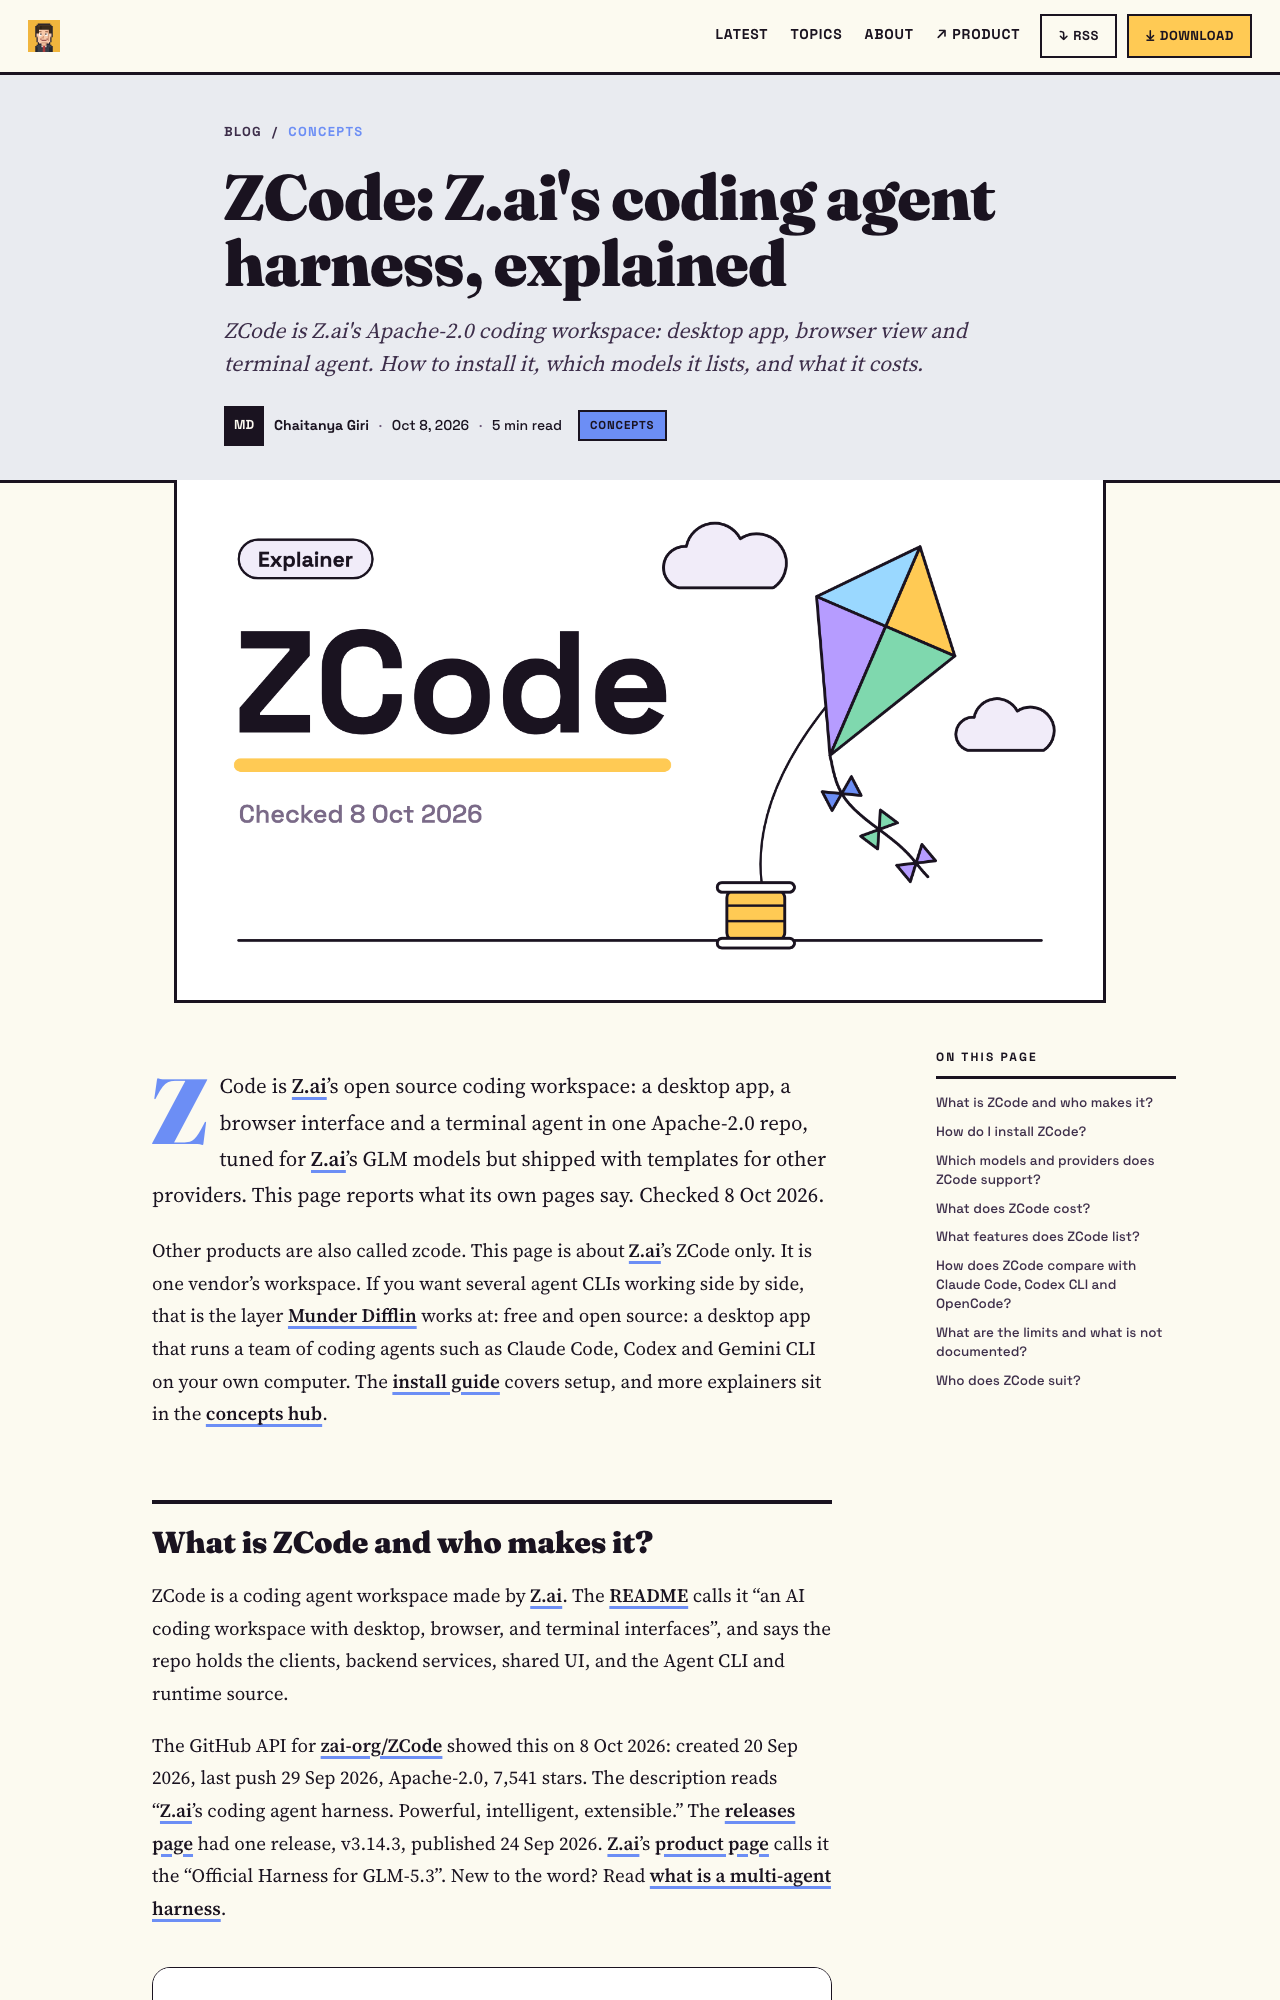 LATEST TOPICS ABOUT ↗ PRODUCT ⤵ RSS ⤓ DOWNLOAD
BLOG / CONCEPTS
ZCode: Z.ai's coding agent
harness, explained
ZCode is Z.ai's Apache-2.0 coding workspace: desktop app, browser view and
terminal agent. How to install it, which models it lists, and what it costs.
MD Chaitanya Giri · Oct 8, 2026 · 5 min read CONCEPTS
Explainer
ZCode
Checked 8 Oct 2026
ZCode is Z.ai’s open source coding workspace: a desktop app, a
browser interface and a terminal agent in one Apache-2.0 repo,
tuned for Z.ai’s GLM models but shipped with templates for other
providers. This page reports what its own pages say. Checked 8 Oct 2026.
Other products are also called zcode. This page is about Z.ai’s ZCode only. It is
one vendor’s workspace. If you want several agent CLIs working side by side,
that is the layer Munder Difflin works at: free and open source: a desktop app
that runs a team of coding agents such as Claude Code, Codex and Gemini CLI
on your own computer. The install guide covers setup, and more explainers sit
in the concepts hub.
ON THIS PAGE
What is ZCode and who makes it?
How do I install ZCode?
Which models and providers does
ZCode support?
What does ZCode cost?
What features does ZCode list?
How does ZCode compare with
Claude Code, Codex CLI and
OpenCode?
What are the limits and what is not
documented?
Who does ZCode suit?
What is ZCode and who makes it?
ZCode is a coding agent workspace made by Z.ai. The README calls it “an AI
coding workspace with desktop, browser, and terminal interfaces”, and says the
repo holds the clients, backend services, shared UI, and the Agent CLI and
runtime source.
The GitHub API for zai-org/ZCode showed this on 8 Oct 2026: created 20 Sep
2026, last push 29 Sep 2026, Apache-2.0, 7,541 stars. The description reads
“Z.ai’s coding agent harness. Powerful, intelligent, extensible.” The releases
page had one release, v3.14.3, published 24 Sep 2026. Z.ai’s product page calls it
the “Official Harness for GLM-5.3”. New to the word? Read what is a multi-agent
harness.